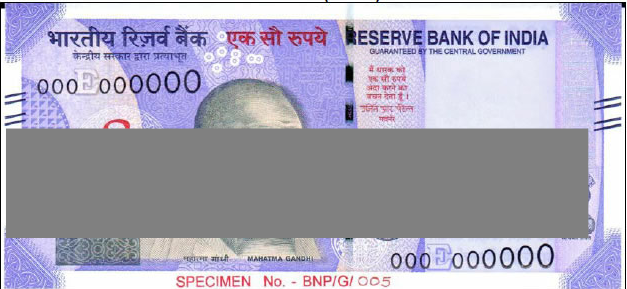 भारतीय रिज़र्व बैंक एक सौ रुपये RESERVE BANK OF INDIA
केन्द्रीय सरकार द्वारा प्रत्याभूत GUARANTEED BY THE CENTRAL GOVERNMENT
000 E 000000
मैं धारक को
एक सौ रुपये
अदा करने का
वचन देता हूँ ।
महात्मा गांधी MAHATMA GANDHI
000 E 000000
SPECIMEN No. - BNP/G/ 005